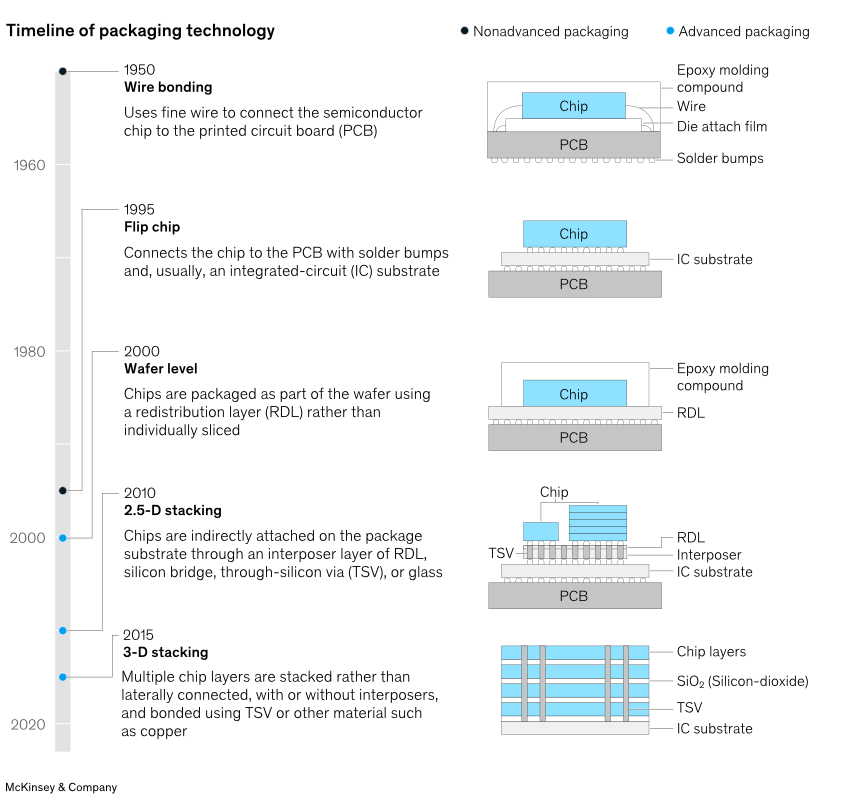 Timeline of packaging technology
Nonadvanced packaging
Advanced packaging
1950
Wire bonding
Uses fine wire to connect the semiconductor
chip to the printed circuit board (PCB)
Epoxy molding
compound
Chip
Wire
Die attach film
PCB
Solder bumps
1960
1995
Flip chip
Connects the chip to the PCB with solder bumps
and, usually, an integrated-circuit (IC) substrate
Chip
IC substrate
PCB
1980
2000
Wafer level
Chips are packaged as part of the wafer using
a redistribution layer (RDL) rather than
individually sliced
Epoxy molding
compound
Chip
RDL
PCB
2000
2010
2.5-D stacking
Chips are indirectly attached on the package
substrate through an interposer layer of RDL,
silicon bridge, through-silicon via (TSV), or glass
Chip
RDL
TSV
Interposer
IC substrate
PCB
2015
3-D stacking
Multiple chip layers are stacked rather than
laterally connected, with or without interposers,
and bonded using TSV or other material such
as copper
Chip layers
SiO₂ (Silicon-dioxide)
TSV
IC substrate
2020
McKinsey & Company